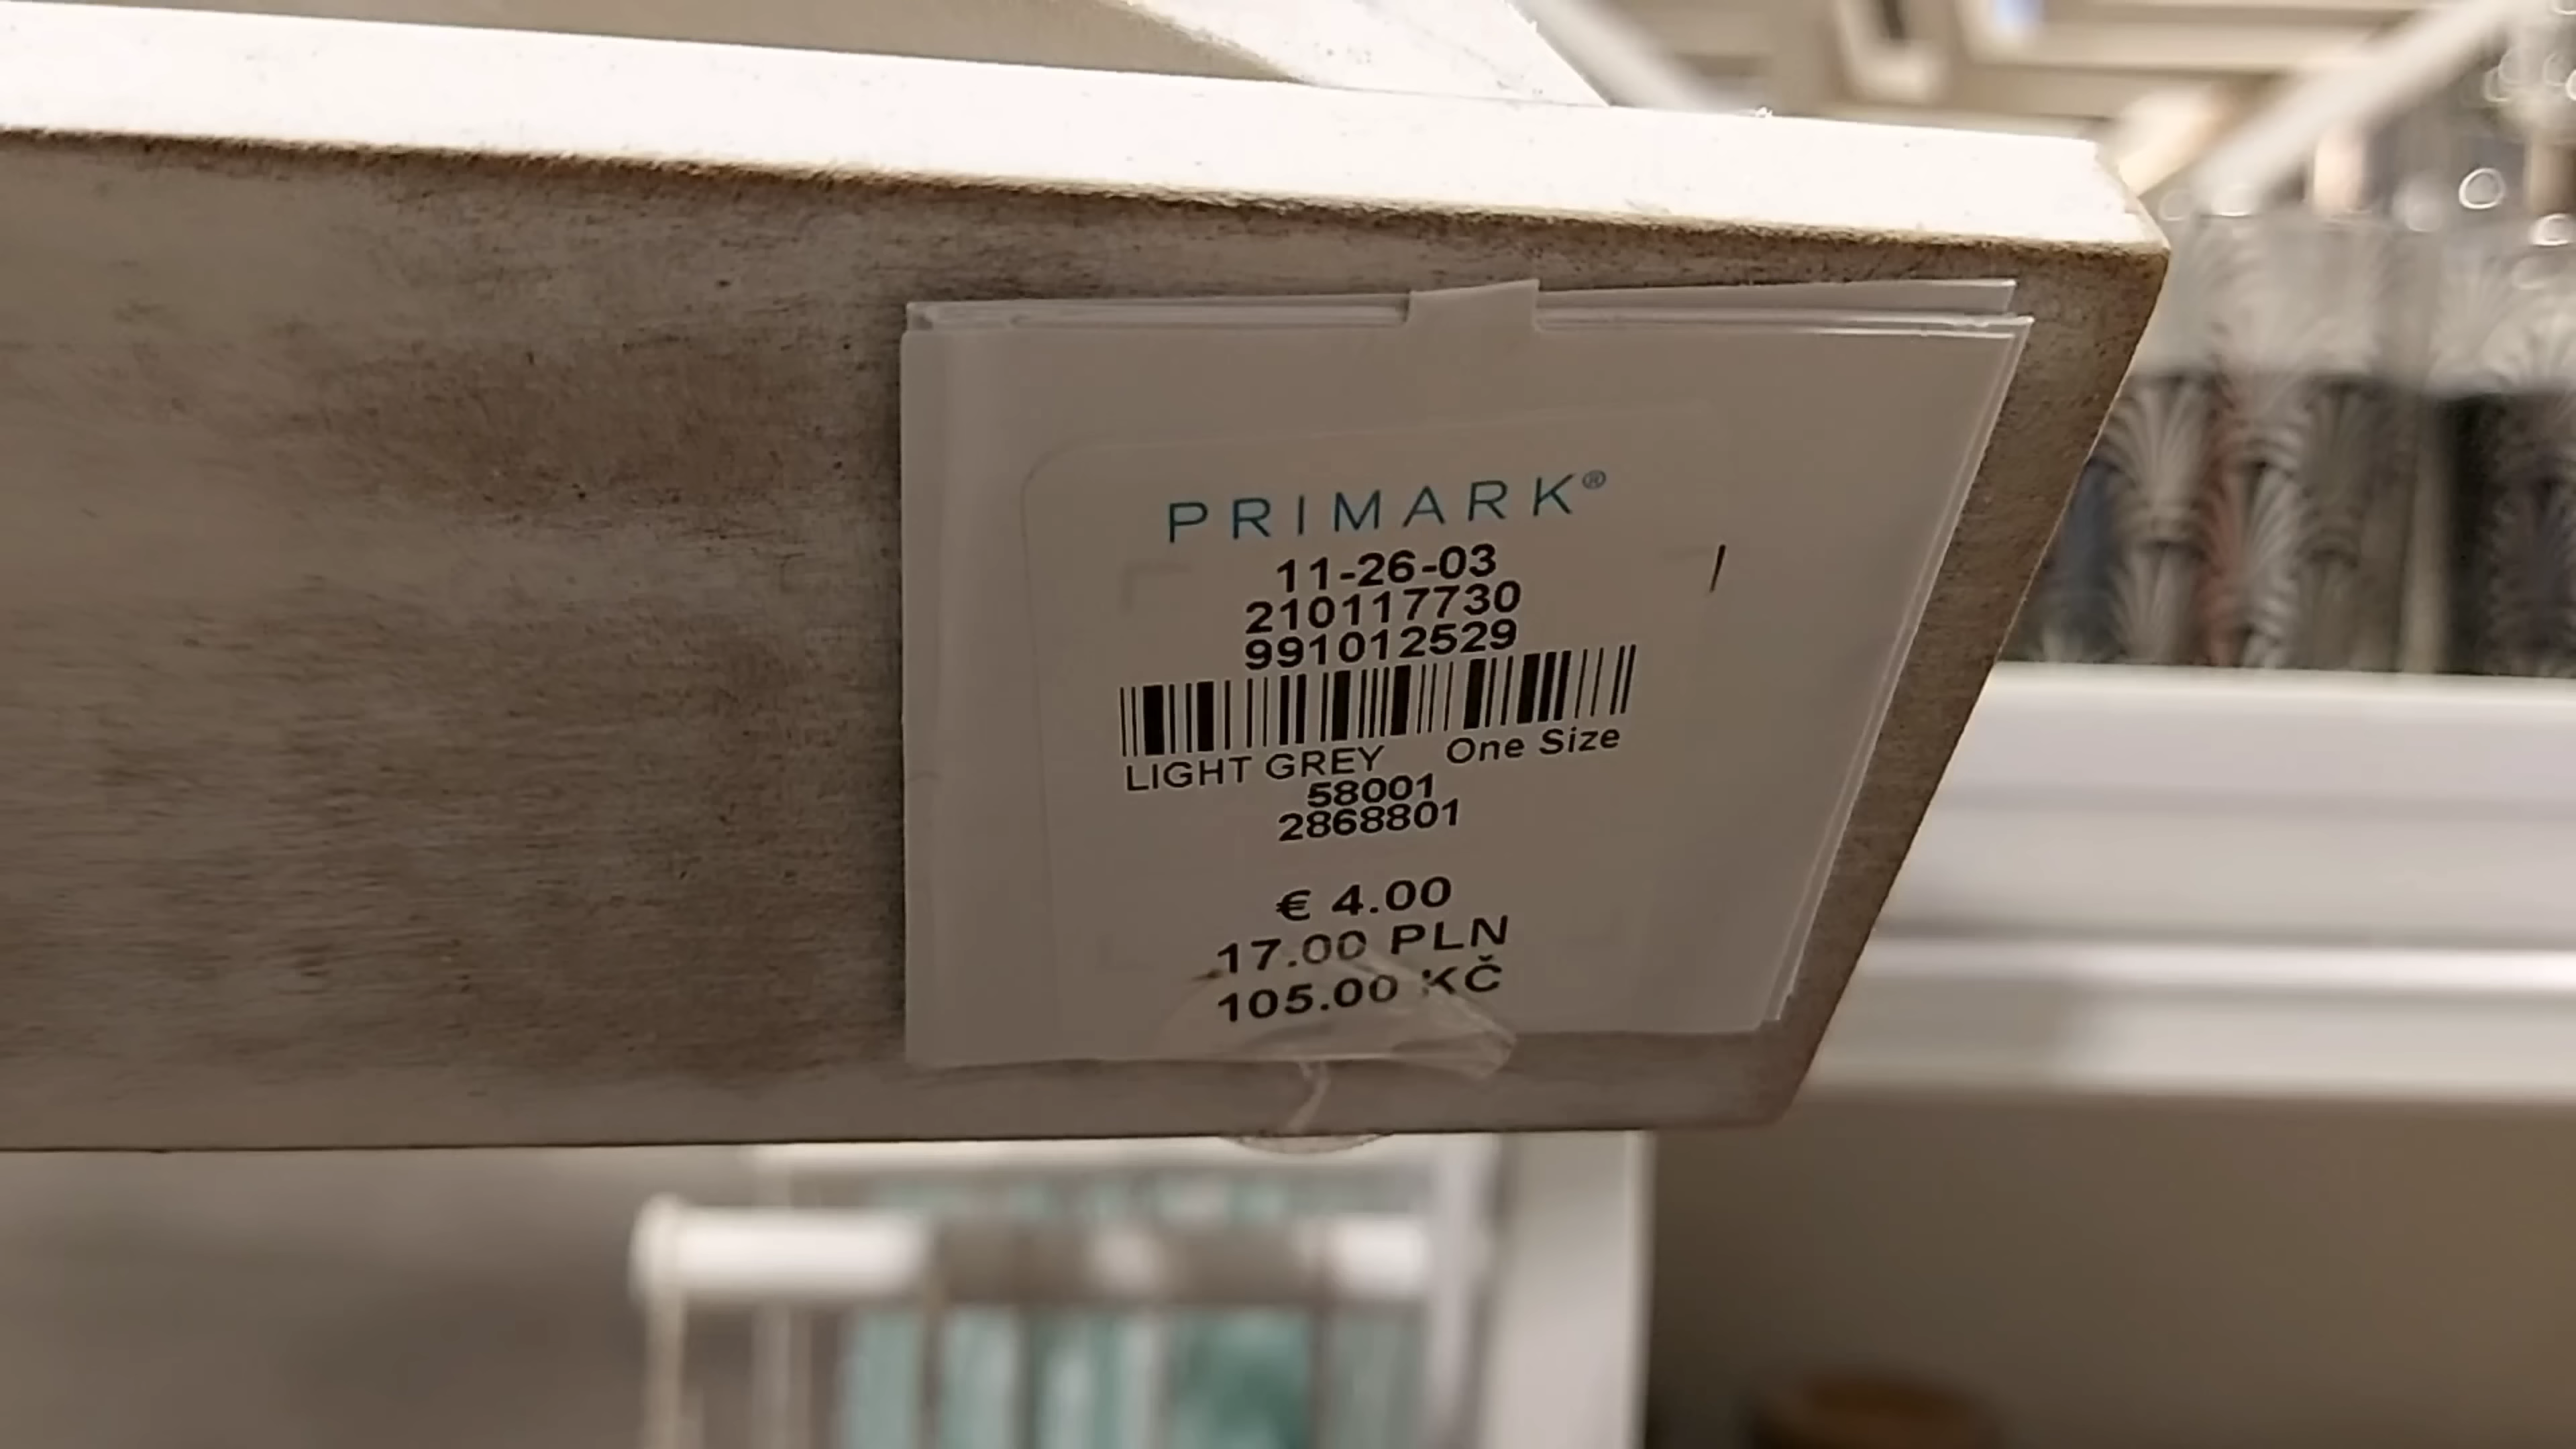 PRIMARK®
11-26-03
210117730
991012529
LIGHT GREY One Size
58001
2868801
€ 4.00
17.00 PLN
105.00 KČ